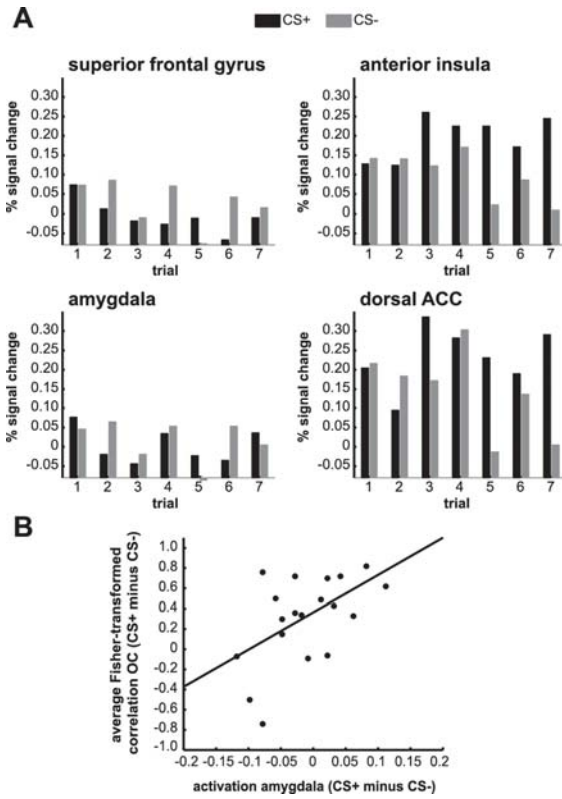 A
CS+ CS-
superior frontal gyrus
% signal change
0.30
0.25
0.20
0.15
0.10
0.05
0
-0.05
1 2 3 4 5 6 7
trial
anterior insula
% signal change
0.30
0.25
0.20
0.15
0.10
0.05
0
-0.05
1 2 3 4 5 6 7
trial
amygdala
% signal change
0.30
0.25
0.20
0.15
0.10
0.05
0
-0.05
1 2 3 4 5 6 7
trial
dorsal ACC
% signal change
0.30
0.25
0.20
0.15
0.10
0.05
0
-0.05
1 2 3 4 5 6 7
trial
B
average Fisher-transformed
correlation OC (CS+ minus CS-)
1.0
0.8
0.6
0.4
0.2
0
-0.2
-0.4
-0.6
-0.8
-1.0
-0.2 -0.15 -0.1 -0.05 0 0.05 0.1 0.15 0.2
activation amygdala (CS+ minus CS-)